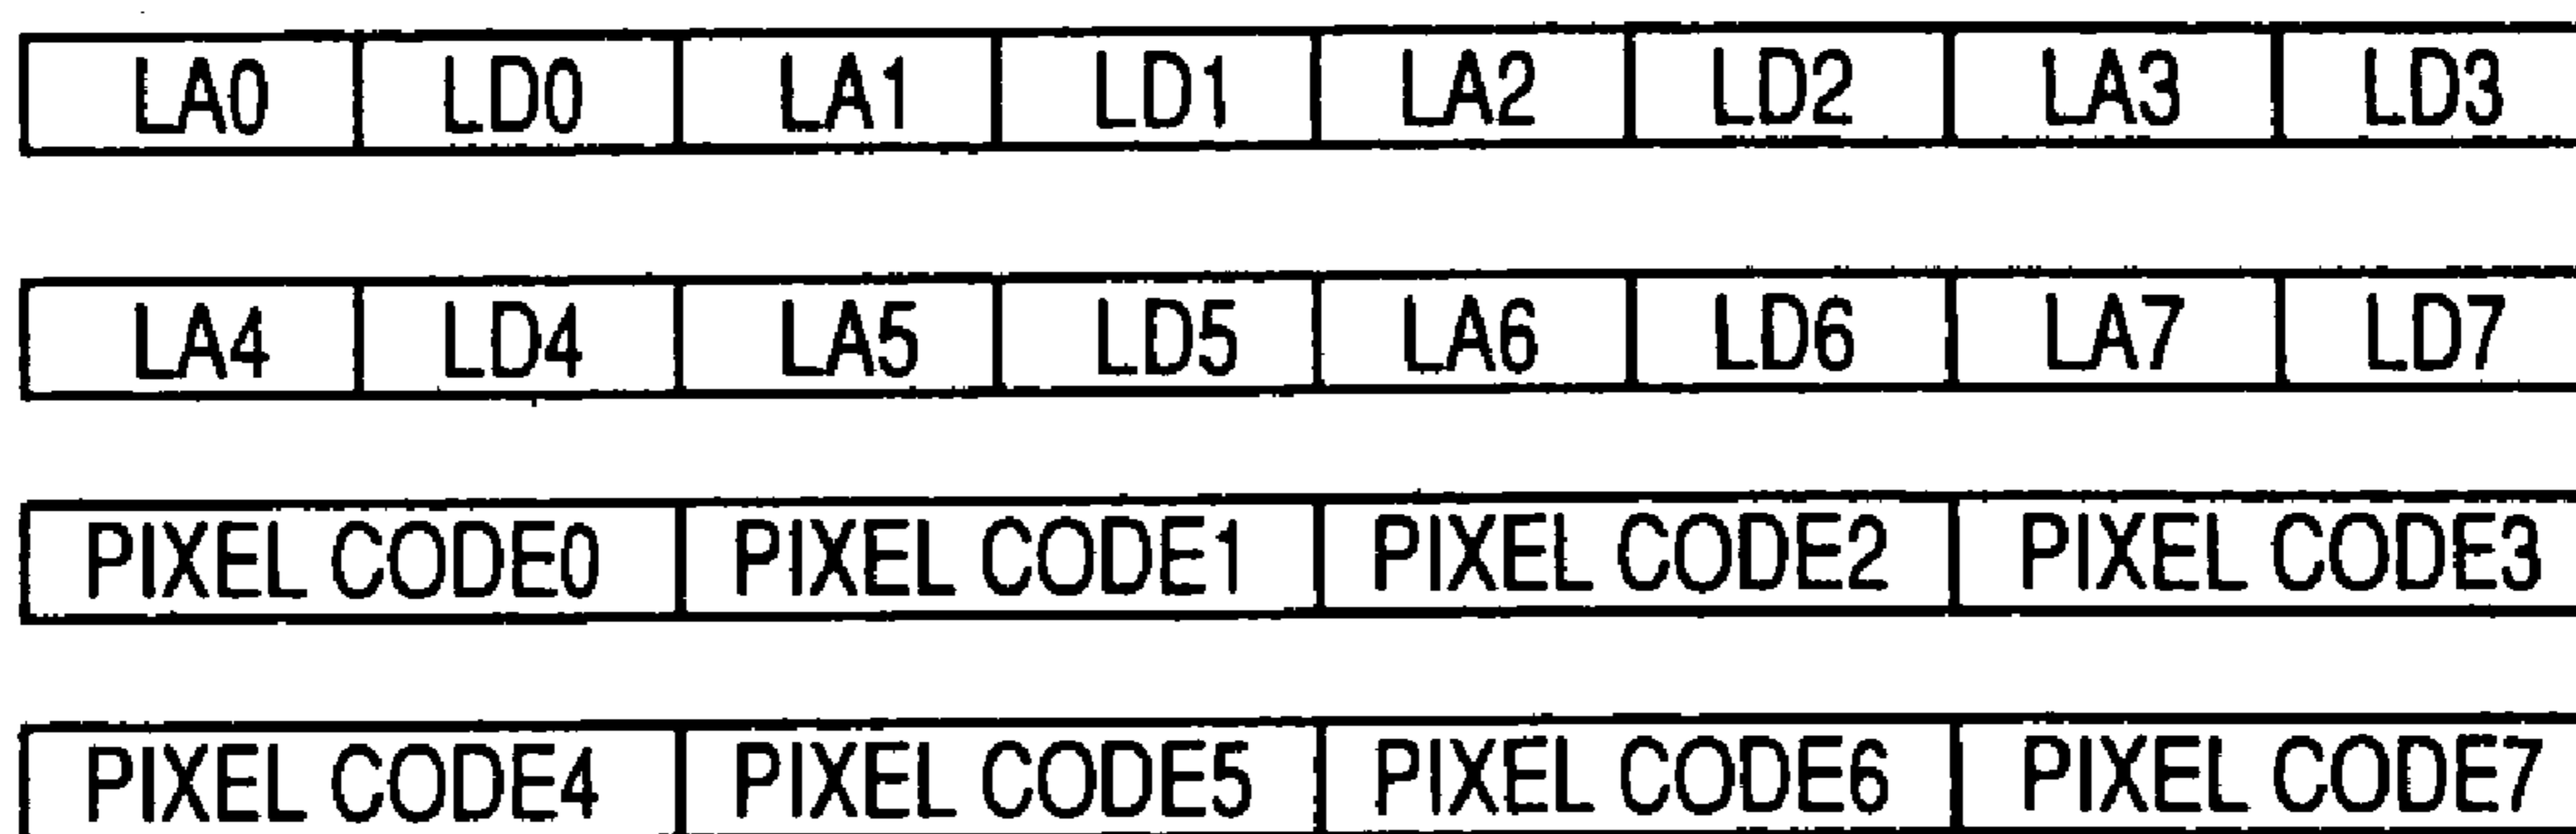 LA0 LD0 LA1 LD1 LA2 LD2 LA3 LD3
LA4 LD4 LA5 LD5 LA6 LD6 LA7 LD7
PIXEL CODE0 PIXEL CODE1 PIXEL CODE2 PIXEL CODE3
PIXEL CODE4 PIXEL CODE5 PIXEL CODE6 PIXEL CODE7